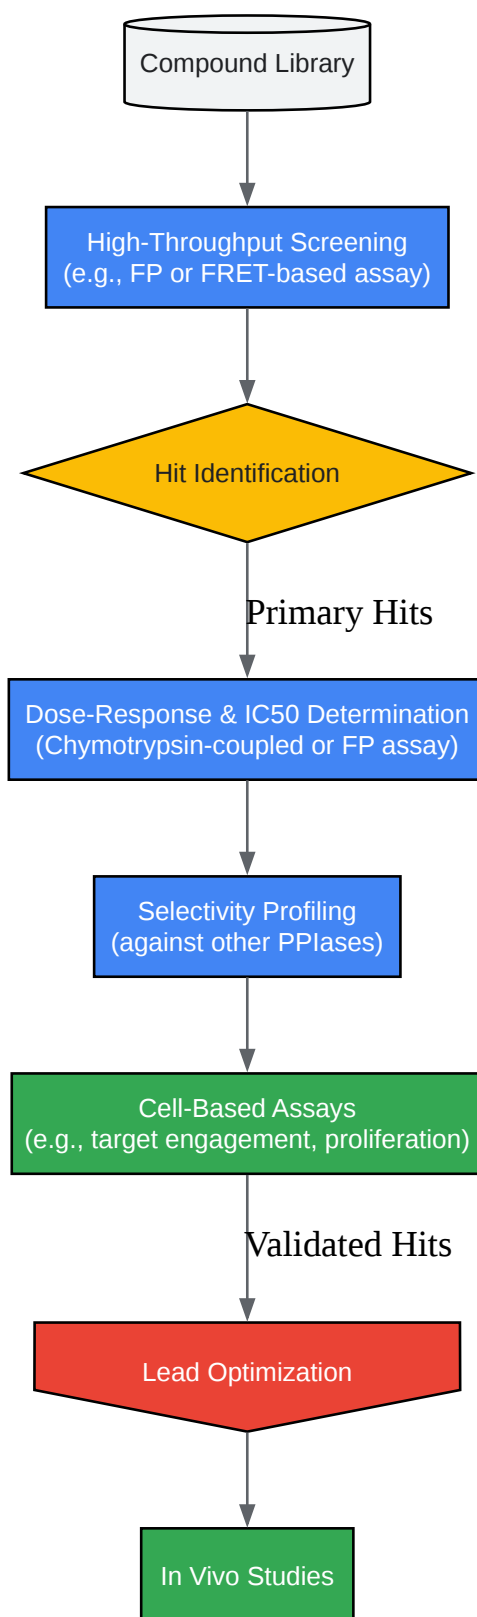 Compound Library
High-Throughput Screening
(e.g., FP or FRET-based assay)
Hit Identification
Primary Hits
Dose-Response & IC50 Determination
(Chymotrypsin-coupled or FP assay)
Selectivity Profiling
(against other PPIases)
Cell-Based Assays
(e.g., target engagement, proliferation)
Validated Hits
Lead Optimization
In Vivo Studies